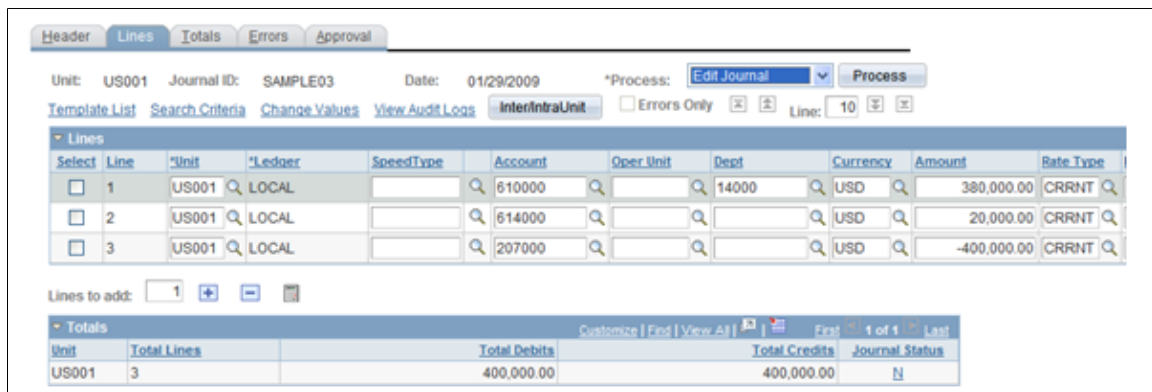 Header Lines Totals Errors Approval
Unit: US001 Journal ID: SAMPLE03 Date: 01/29/2009 *Process: Edit Journal Process
Template List Search Criteria Change Values View Audit Logs Inter/IntraUnit Errors Only Line: 10
Lines
Select Line *Unit *Ledger SpeedType Account Oper Unit Dept Currency Amount Rate Type
1 US001 LOCAL 610000 14000 USD 380,000.00 CRRNT
2 US001 LOCAL 614000 USD 20,000.00 CRRNT
3 US001 LOCAL 207000 USD -400,000.00 CRRNT
Lines to add: 1
Totals Customize | Find | View All | | First 1 of 1 Last
Unit Total Lines Total Debits Total Credits Journal Status
US001 3 400,000.00 400,000.00 N